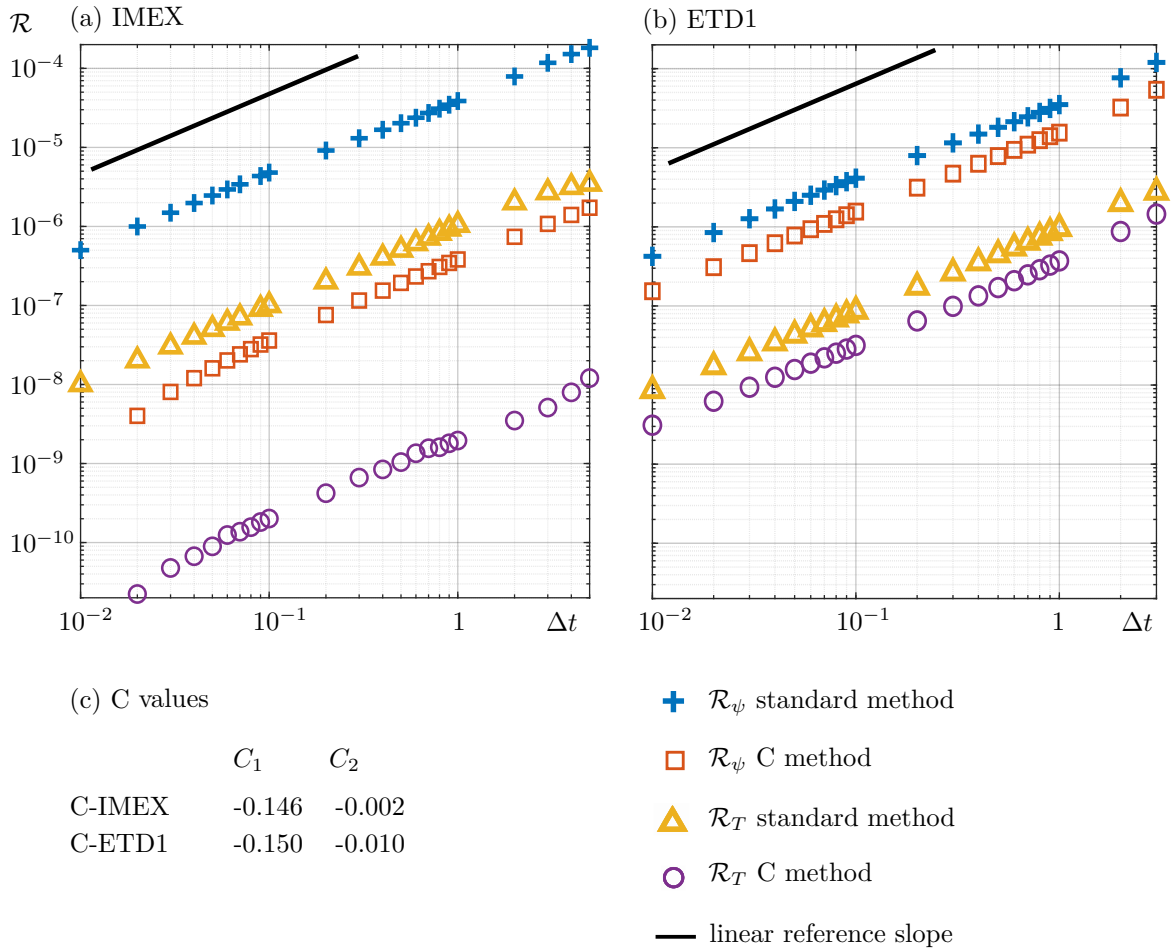 (a) IMEX
(b) ETD1
𝓡
10⁻⁴
10⁻⁵
10⁻⁶
10⁻⁷
10⁻⁸
10⁻⁹
10⁻¹⁰
10⁻² 10⁻¹ 1 Δt
10⁻² 10⁻¹ 1 Δt
(c) C values
C₁ C₂
C-IMEX -0.146 -0.002
C-ETD1 -0.150 -0.010
𝓡_ψ standard method
𝓡_ψ C method
𝓡_T standard method
𝓡_T C method
linear reference slope